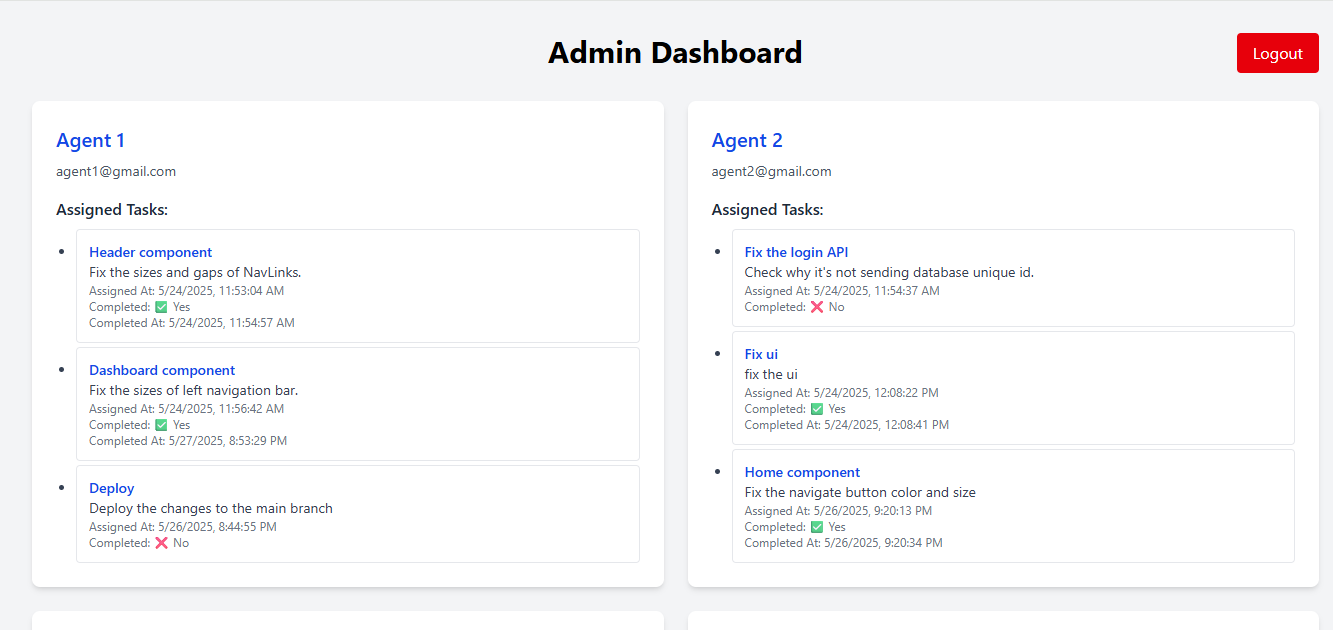 Admin Dashboard
Logout
Agent 1
agent1@gmail.com
Assigned Tasks:
Header component
Fix the sizes and gaps of NavLinks.
Assigned At: 5/24/2025, 11:53:04 AM
Completed: ✅ Yes
Completed At: 5/24/2025, 11:54:57 AM
Dashboard component
Fix the sizes of left navigation bar.
Assigned At: 5/24/2025, 11:56:42 AM
Completed: ✅ Yes
Completed At: 5/27/2025, 8:53:29 PM
Deploy
Deploy the changes to the main branch
Assigned At: 5/26/2025, 8:44:55 PM
Completed: ❌ No
Agent 2
agent2@gmail.com
Assigned Tasks:
Fix the login API
Check why it's not sending database unique id.
Assigned At: 5/24/2025, 11:54:37 AM
Completed: ❌ No
Fix ui
fix the ui
Assigned At: 5/24/2025, 12:08:22 PM
Completed: ✅ Yes
Completed At: 5/24/2025, 12:08:41 PM
Home component
Fix the navigate button color and size
Assigned At: 5/26/2025, 9:20:13 PM
Completed: ✅ Yes
Completed At: 5/26/2025, 9:20:34 PM